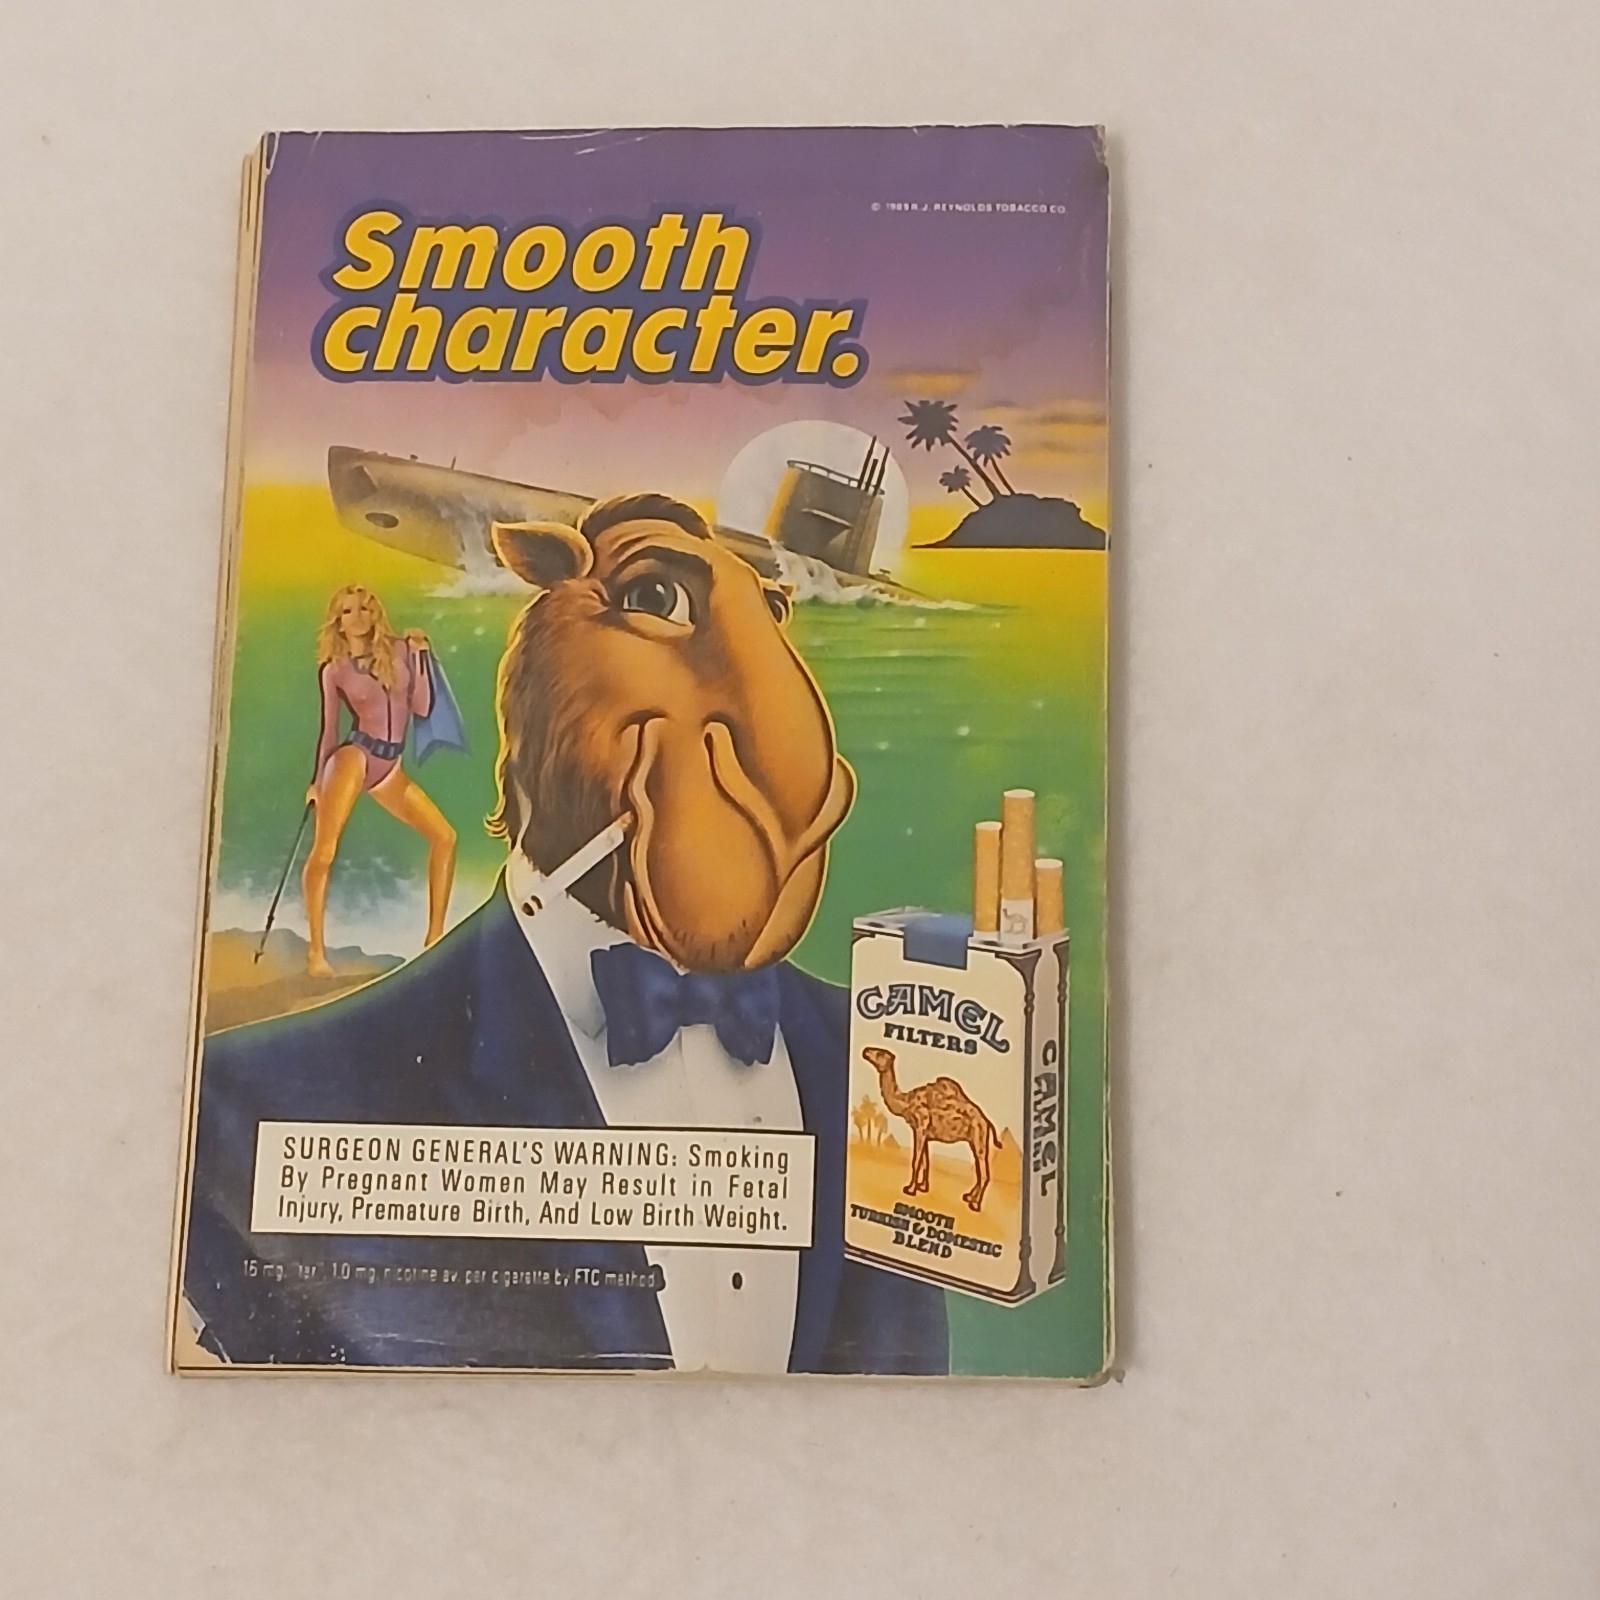 © 1989 R.J. REYNOLDS TOBACCO CO.
Smooth
character.
CAMEL
FILTERS
CAMEL
SMOOTH
TURKISH & DOMESTIC
BLEND
SURGEON GENERAL'S WARNING: Smoking
By Pregnant Women May Result in Fetal
Injury, Premature Birth, And Low Birth Weight.
15 mg. "tar", 1.0 mg. nicotine av. per cigarette by FTC method.